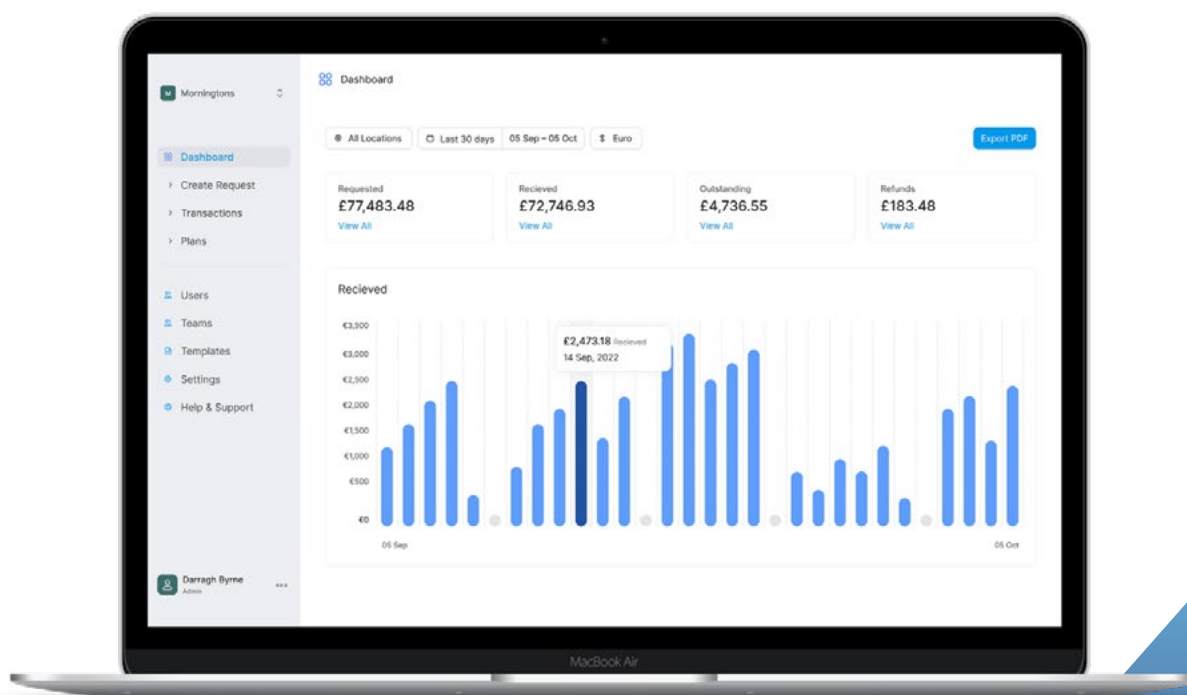 M Morningtons
Dashboard
Create Request
Transactions
Plans
Users
Teams
Templates
Settings
Help & Support
Darragh Byrne
Admin
Dashboard
All Locations Last 30 days 05 Sep – 05 Oct $ Euro Export PDF
Requested Recieved Outstanding Refunds
£77,483.48 £72,746.93 £4,736.55 £183.48
View All View All View All View All
Recieved
€3,500
€3,000
€2,500
€2,000
€1,500
€1,000
€500
€0
£2,473.18 Recieved
14 Sep, 2022
05 Sep 05 Oct
MacBook Air